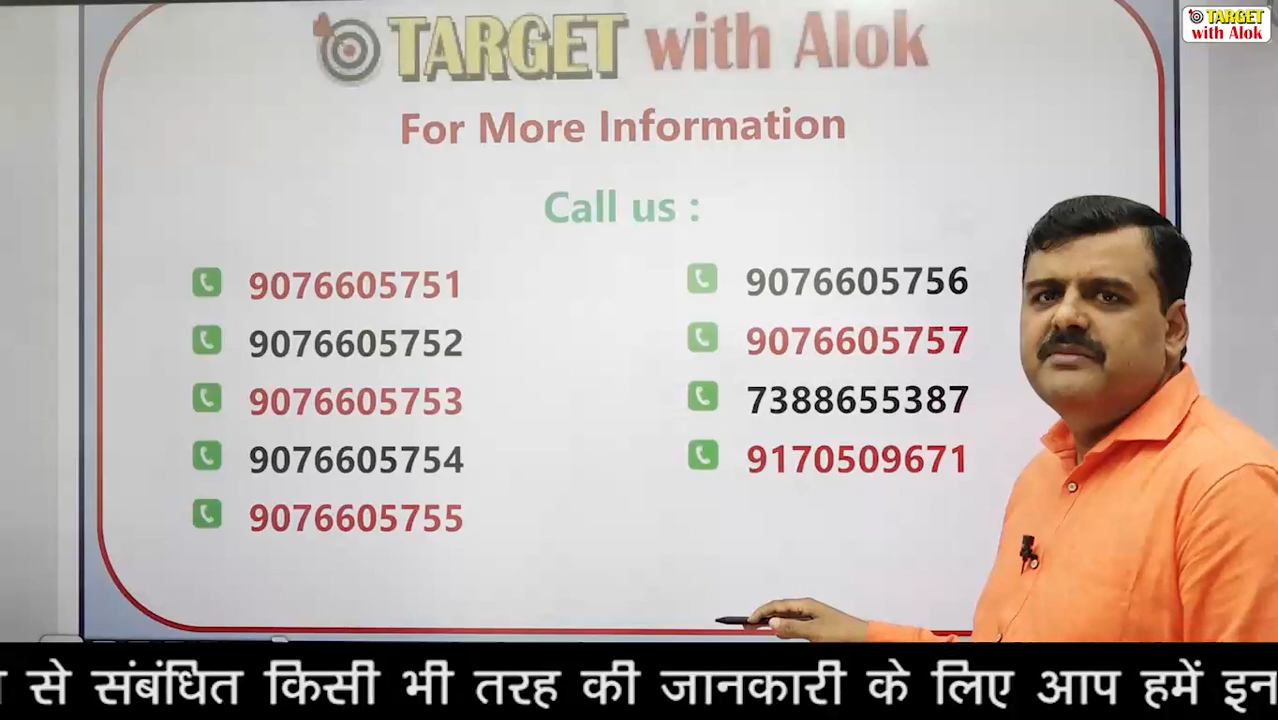 TARGET with Alok
TARGET
with Alok
For More Information
Call us :
9076605751
9076605752
9076605753
9076605754
9076605755
9076605756
9076605757
7388655387
9170509671
से संबंधित किसी भी तरह की जानकारी के लिए आप हमें इन